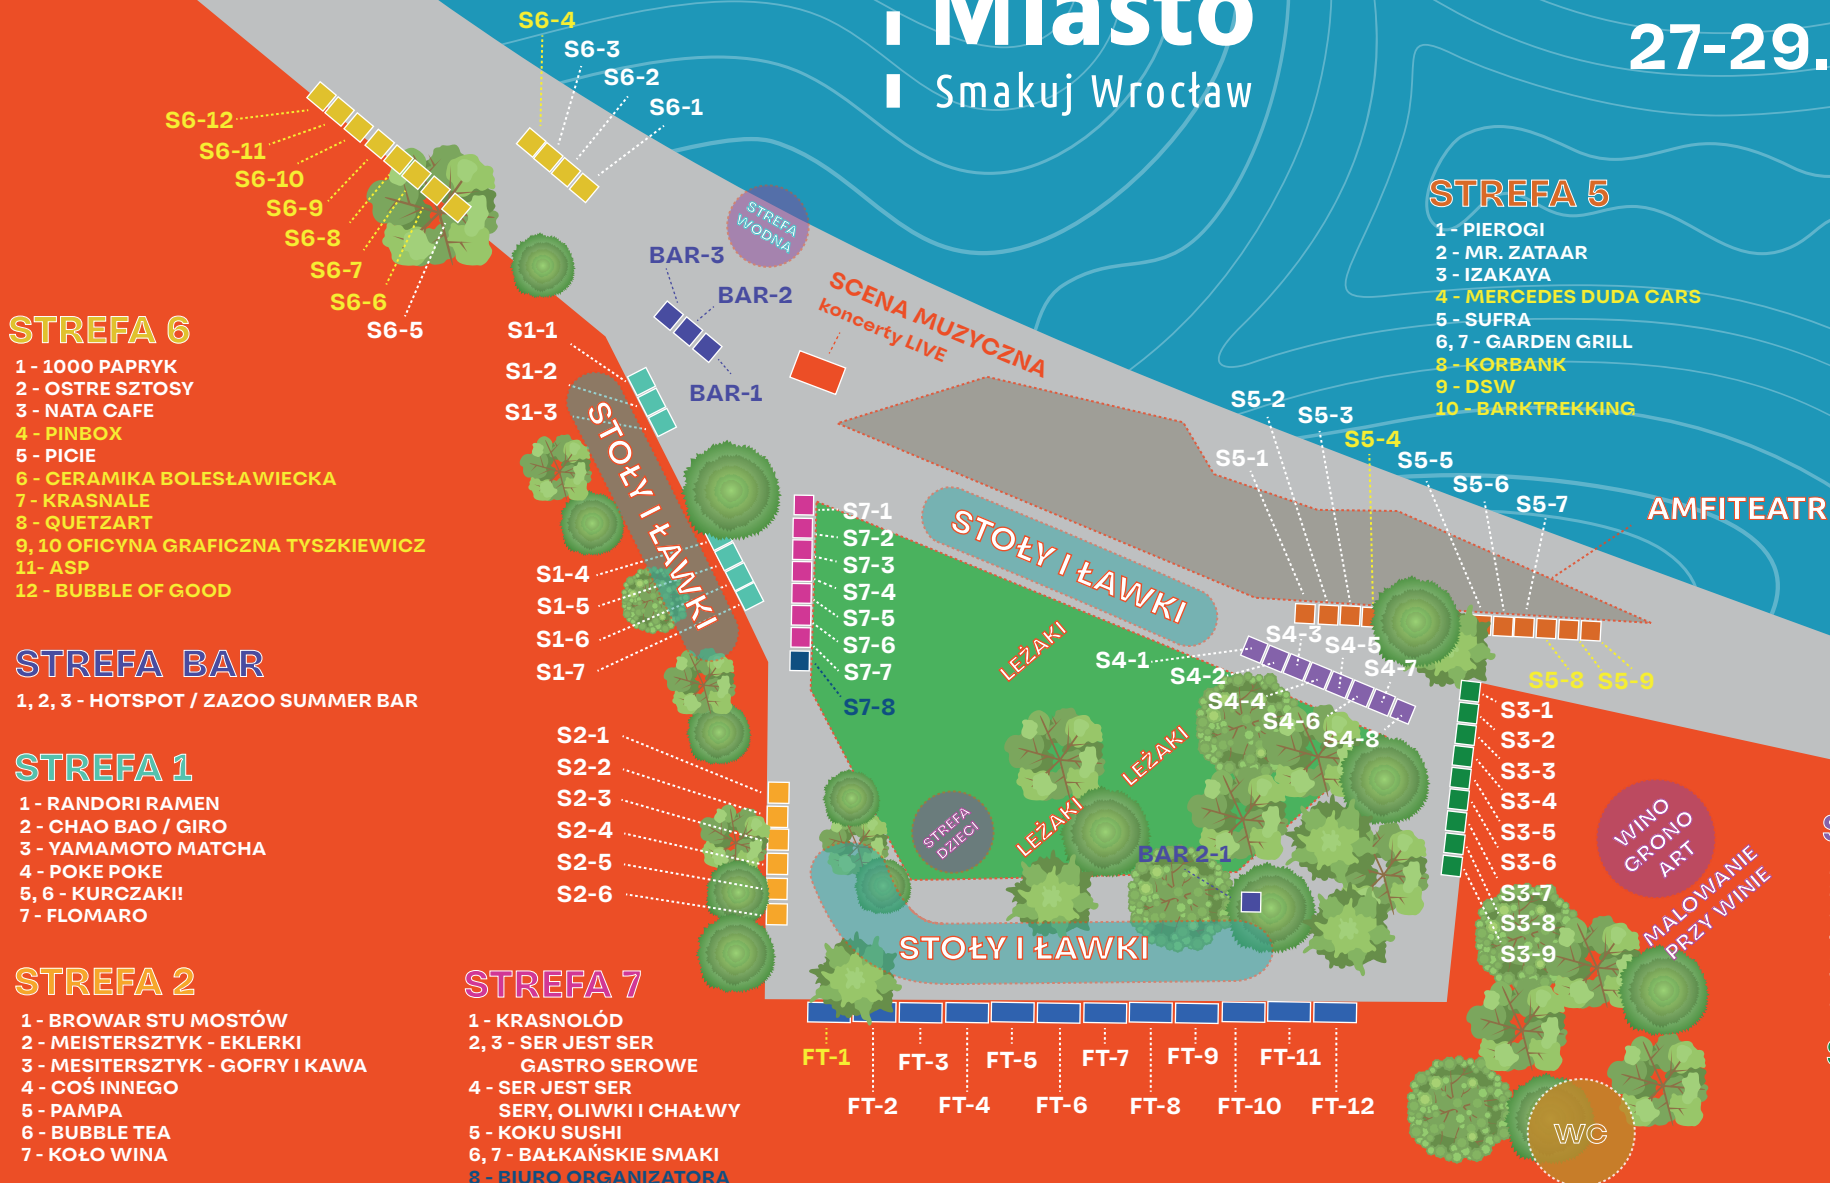 Miasto
Smakuj Wrocław
27-29.
S6-4
S6-3
S6-2
S6-1
S6-12
S6-11
S6-10
S6-9
S6-8
S6-7
S6-6
S6-5
STREFA
WODNA
BAR-3
BAR-2
BAR-1
SCENA MUZYCZNA
koncerty LIVE
STREFA 5
1 - PIEROGI
2 - MR. ZATAAR
3 - IZAKAYA
4 - MERCEDES DUDA CARS
5 - SUFRA
6, 7 - GARDEN GRILL
8 - KORBANK
9 - DSW
10 - BARKTREKKING
STREFA 6
1 - 1000 PAPRYK
2 - OSTRE SZTOSY
3 - NATA CAFE
4 - PINBOX
5 - PICIE
6 - CERAMIKA BOLESŁAWIECKA
7 - KRASNALE
8 - QUETZART
9, 10 OFICYNA GRAFICZNA TYSZKIEWICZ
11- ASP
12 - BUBBLE OF GOOD
S1-1
S1-2
S1-3
STOŁY I ŁAWKI
S1-4
S1-5
S1-6
S1-7
S7-1
S7-2
S7-3
S7-4
S7-5
S7-6
S7-7
S7-8
STOŁY I ŁAWKI
LEŻAKI
LEŻAKI
LEŻAKI
S5-2
S5-3
S5-4
S5-1
S5-5
S5-6
S5-7
AMFITEATR
S5-8
S5-9
S4-3
S4-5
S4-1
S4-7
S4-2
S4-4
S4-6
S4-8
S3-1
S3-2
S3-3
S3-4
S3-5
S3-6
S3-7
S3-8
S3-9
STREFA BAR
1, 2, 3 - HOTSPOT / ZAZOO SUMMER BAR
STREFA 1
1 - RANDORI RAMEN
2 - CHAO BAO / GIRO
3 - YAMAMOTO MATCHA
4 - POKE POKE
5, 6 - KURCZAKI!
7 - FLOMARO
S2-1
S2-2
S2-3
S2-4
S2-5
S2-6
STREFA
DZIECI
BAR 2-1
WINO
GRONO
ART
MALOWANIE
PRZY WINIE
STOŁY I ŁAWKI
STREFA 2
1 - BROWAR STU MOSTÓW
2 - MEISTERSZTYK - EKLERKI
3 - MESITERSZTYK - GOFRY I KAWA
4 - COŚ INNEGO
5 - PAMPA
6 - BUBBLE TEA
7 - KOŁO WINA
STREFA 7
1 - KRASNOLÓD
2, 3 - SER JEST SER
GASTRO SEROWE
4 - SER JEST SER
SERY, OLIWKI I CHAŁWY
5 - KOKU SUSHI
6, 7 - BAŁKAŃSKIE SMAKI
8 - BIURO ORGANIZATORA
FT-1
FT-3
FT-5
FT-7
FT-9
FT-11
FT-2
FT-4
FT-6
FT-8
FT-10
FT-12
WC